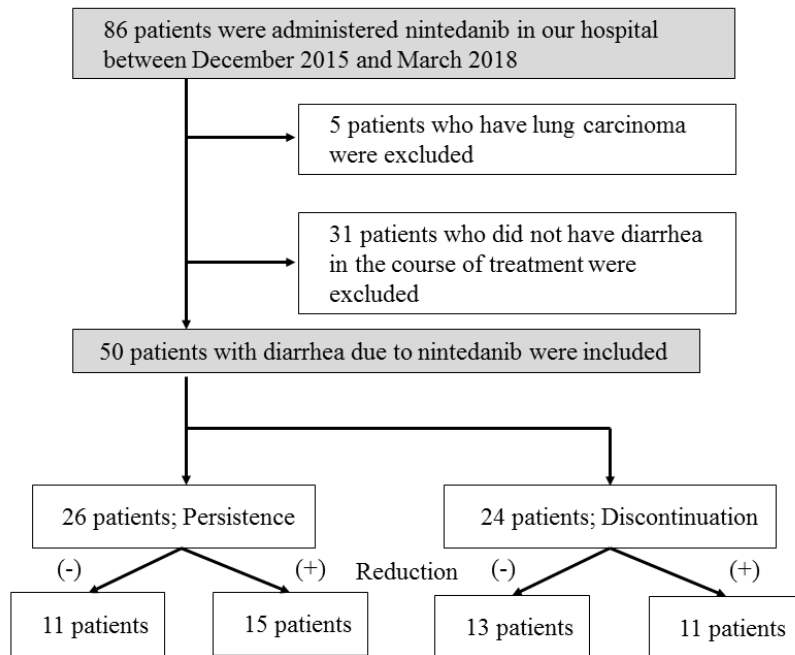 86 patients were administered nintedanib in our hospital
between December 2015 and March 2018
5 patients who have lung carcinoma
were excluded
31 patients who did not have diarrhea
in the course of treatment were
excluded
50 patients with diarrhea due to nintedanib were included
26 patients; Persistence
24 patients; Discontinuation
(-) (+) Reduction (-) (+)
11 patients
15 patients
13 patients
11 patients